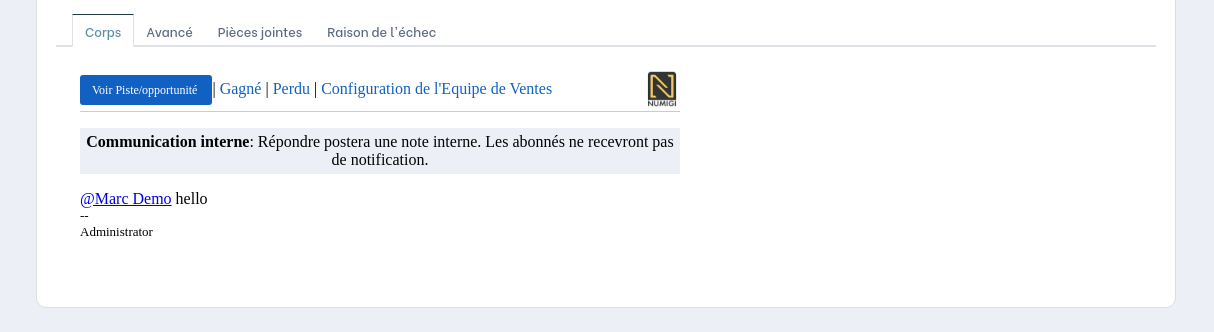 Corps Avancé Pièces jointes Raison de l'échec
Voir Piste/opportunité | Gagné | Perdu | Configuration de l'Equipe de Ventes
NUMIGI
Communication interne: Répondre postera une note interne. Les abonnés ne recevront pas
de notification.
@Marc Demo hello
--
Administrator